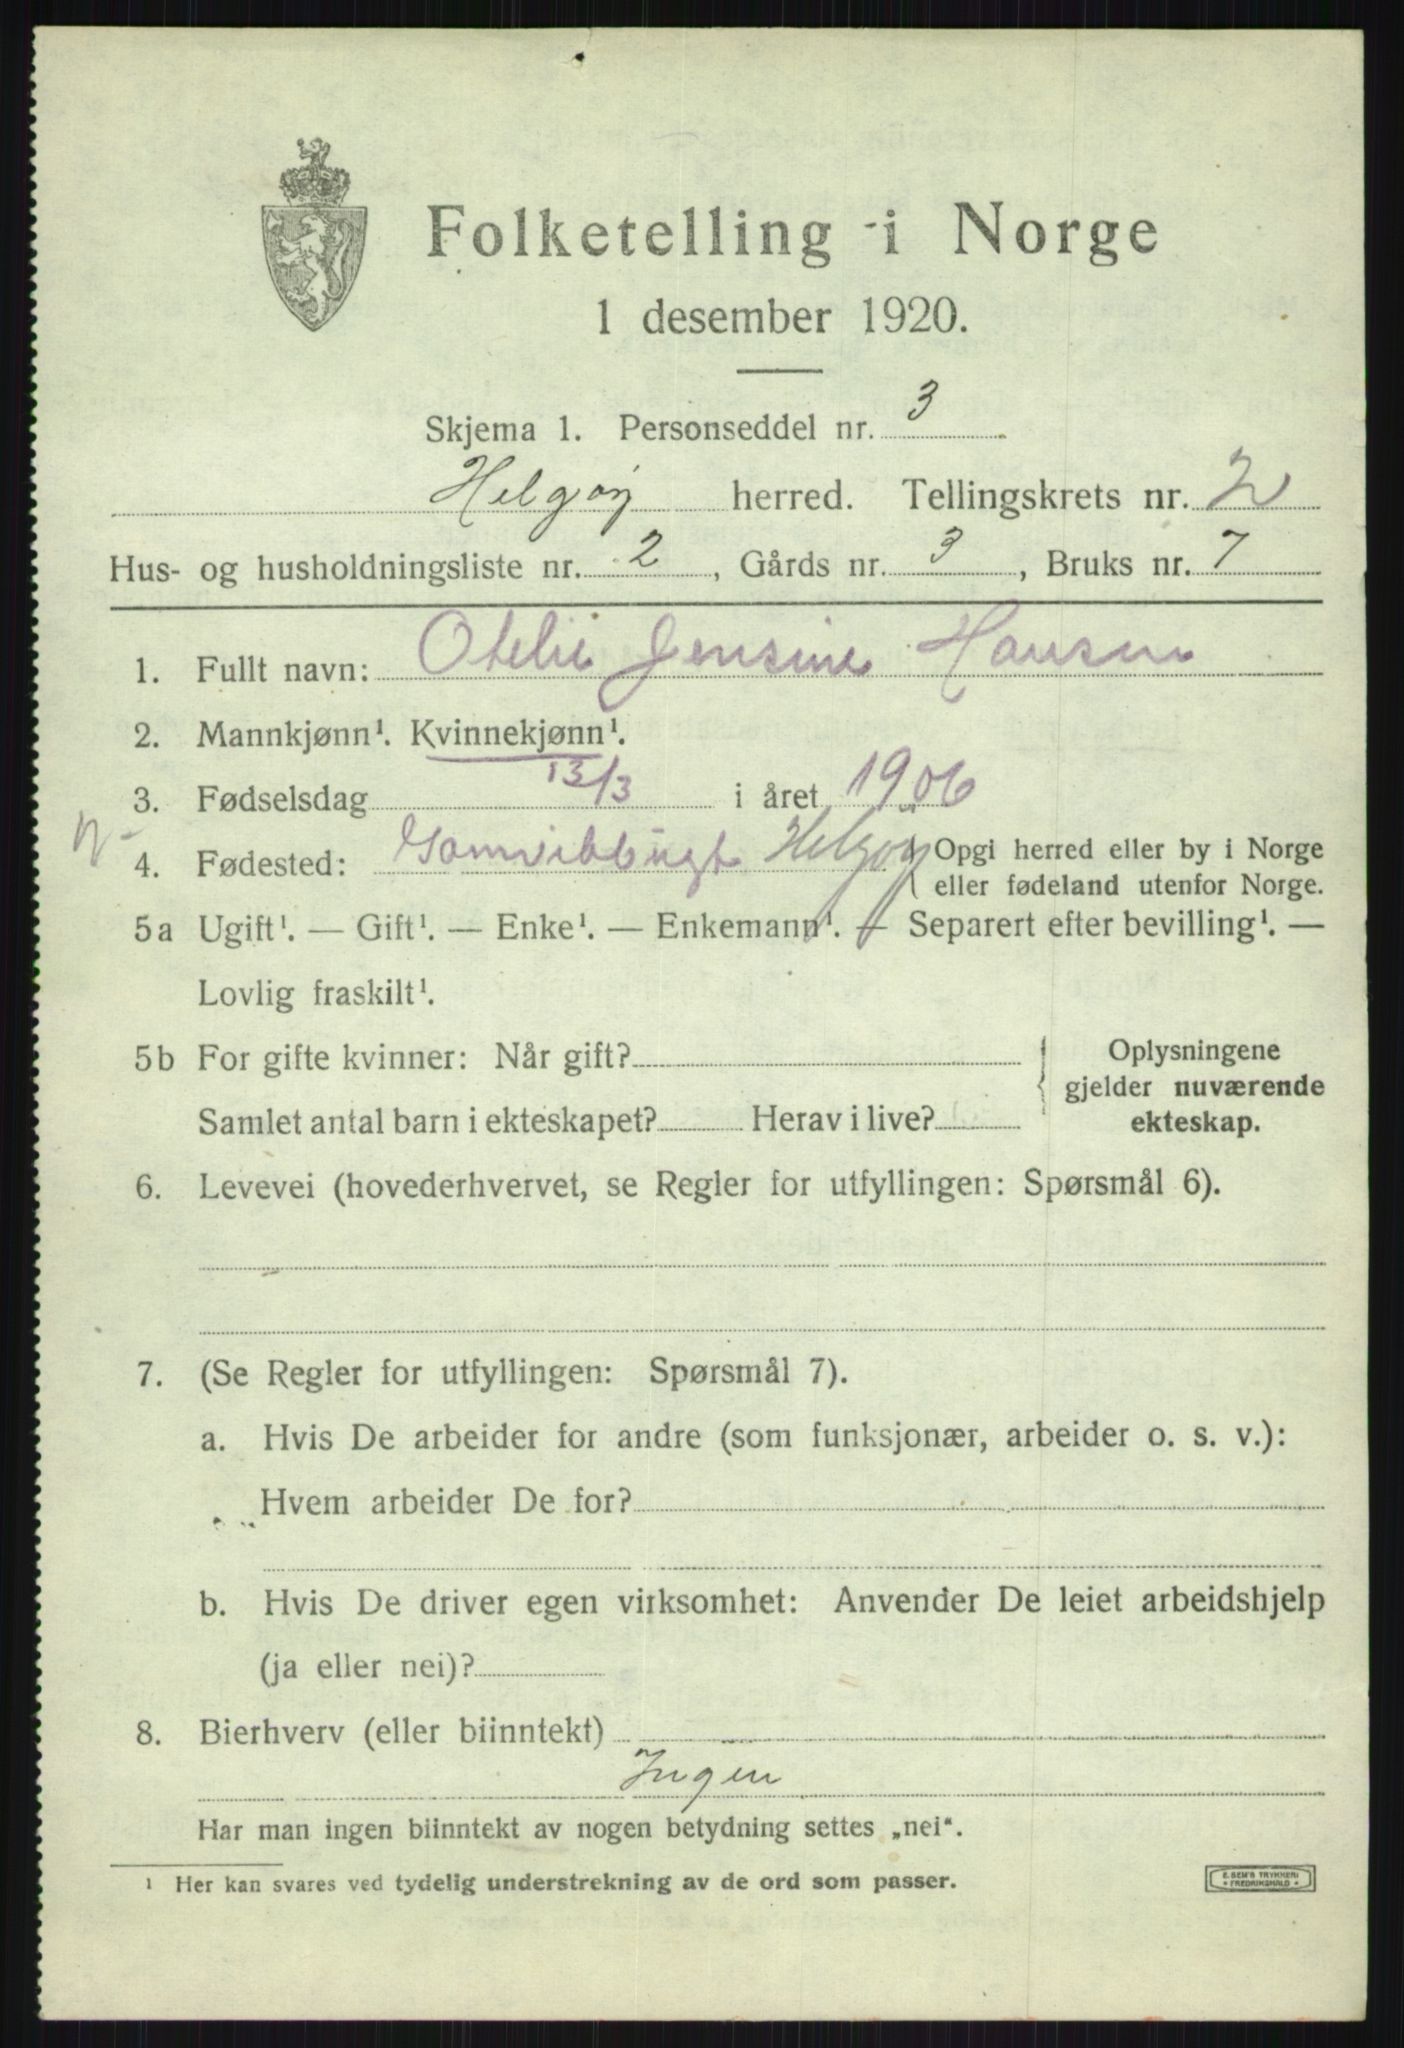 Folketelling i Norge
1 desember 1920.
Skjema 1. Personseddel nr. 3
Helgøy herred. Tellingskrets nr. 2
Hus- og husholdningsliste nr. 2, Gårds nr. 3, Bruks nr. 7
1. Fullt navn: Otelie Jensine Hansen
2. Mannkjønn¹. Kvinnekjønn¹.
3. Fødselsdag 13/3 i året 1906
4. Fødested: Helgøy { Opgi herred eller by i Norge
eller fødeland utenfor Norge.
5a Ugift¹. — Gift¹. — Enke¹. — Enkemann¹. — Separert efter bevilling¹. —
Lovlig fraskilt¹.
5b For gifte kvinner: Når gift? { Oplysningene
gjelder nuværende
Samlet antal barn i ekteskapet? Herav i live? ekteskap.
6. Levevei (hovederhvervet, se Regler for utfyllingen: Spørsmål 6).
7. (Se Regler for utfyllingen: Spørsmål 7).
a. Hvis De arbeider for andre (som funksjonær, arbeider o. s. v.):
Hvem arbeider De for?
b. Hvis De driver egen virksomhet: Anvender De leiet arbeidshjelp
(ja eller nei)?
8. Bierhverv (eller biinntekt)
Ingen
Har man ingen biinntekt av nogen betydning settes „nei“.
¹ Her kan svares ved tydelig understrekning av de ord som passer.
E. SEM'S TRYKKERI
• FREDRIKSHALD •